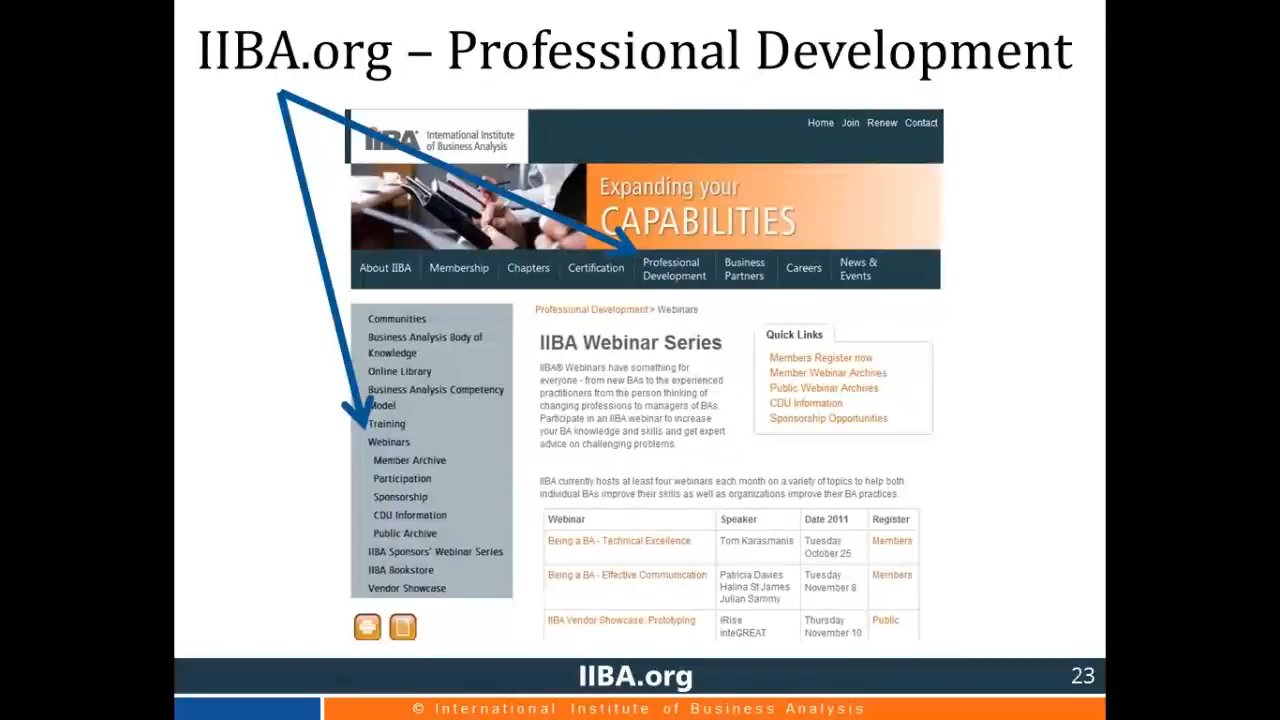 IIBA.org – Professional Development
IIBA International Institute
of Business Analysis
Home Join Renew Contact
Expanding your
CAPABILITIES
About IIBA Membership Chapters Certification Professional Development Business Partners Careers News & Events
Communities
Business Analysis Body of
Knowledge
Online Library
Business Analysis Competency
Model
Training
Webinars
Member Archive
Participation
Sponsorship
CDU Information
Public Archive
IIBA Sponsors' Webinar Series
IIBA Bookstore
Vendor Showcase
Professional Development > Webinars
IIBA Webinar Series
IIBA® Webinars have something for
everyone - from new BAs to the experienced
practitioners from the person thinking of
changing professions to managers of BAs.
Participate in an IIBA webinar to increase
your BA knowledge and skills and get expert
advice on challenging problems.
Quick Links
Members Register now
Member Webinar Archives
Public Webinar Archives
CDU Information
Sponsorship Opportunities
IIBA currently hosts at least four webinars each month on a variety of topics to help both
individual BAs improve their skills as well as organizations improve their BA practices.
Webinar Speaker Date 2011 Register
Being a BA - Technical Excellence Tom Karasmanis Tuesday Members
October 25
Being a BA - Effective Communication Patricia Davies Tuesday Members
Halina St James November 8
Julian Sammy
IIBA Vendor Showcase: Prototyping iRise Thursday Public
inteGREAT November 10
IIBA.org 23
© International Institute of Business Analysis